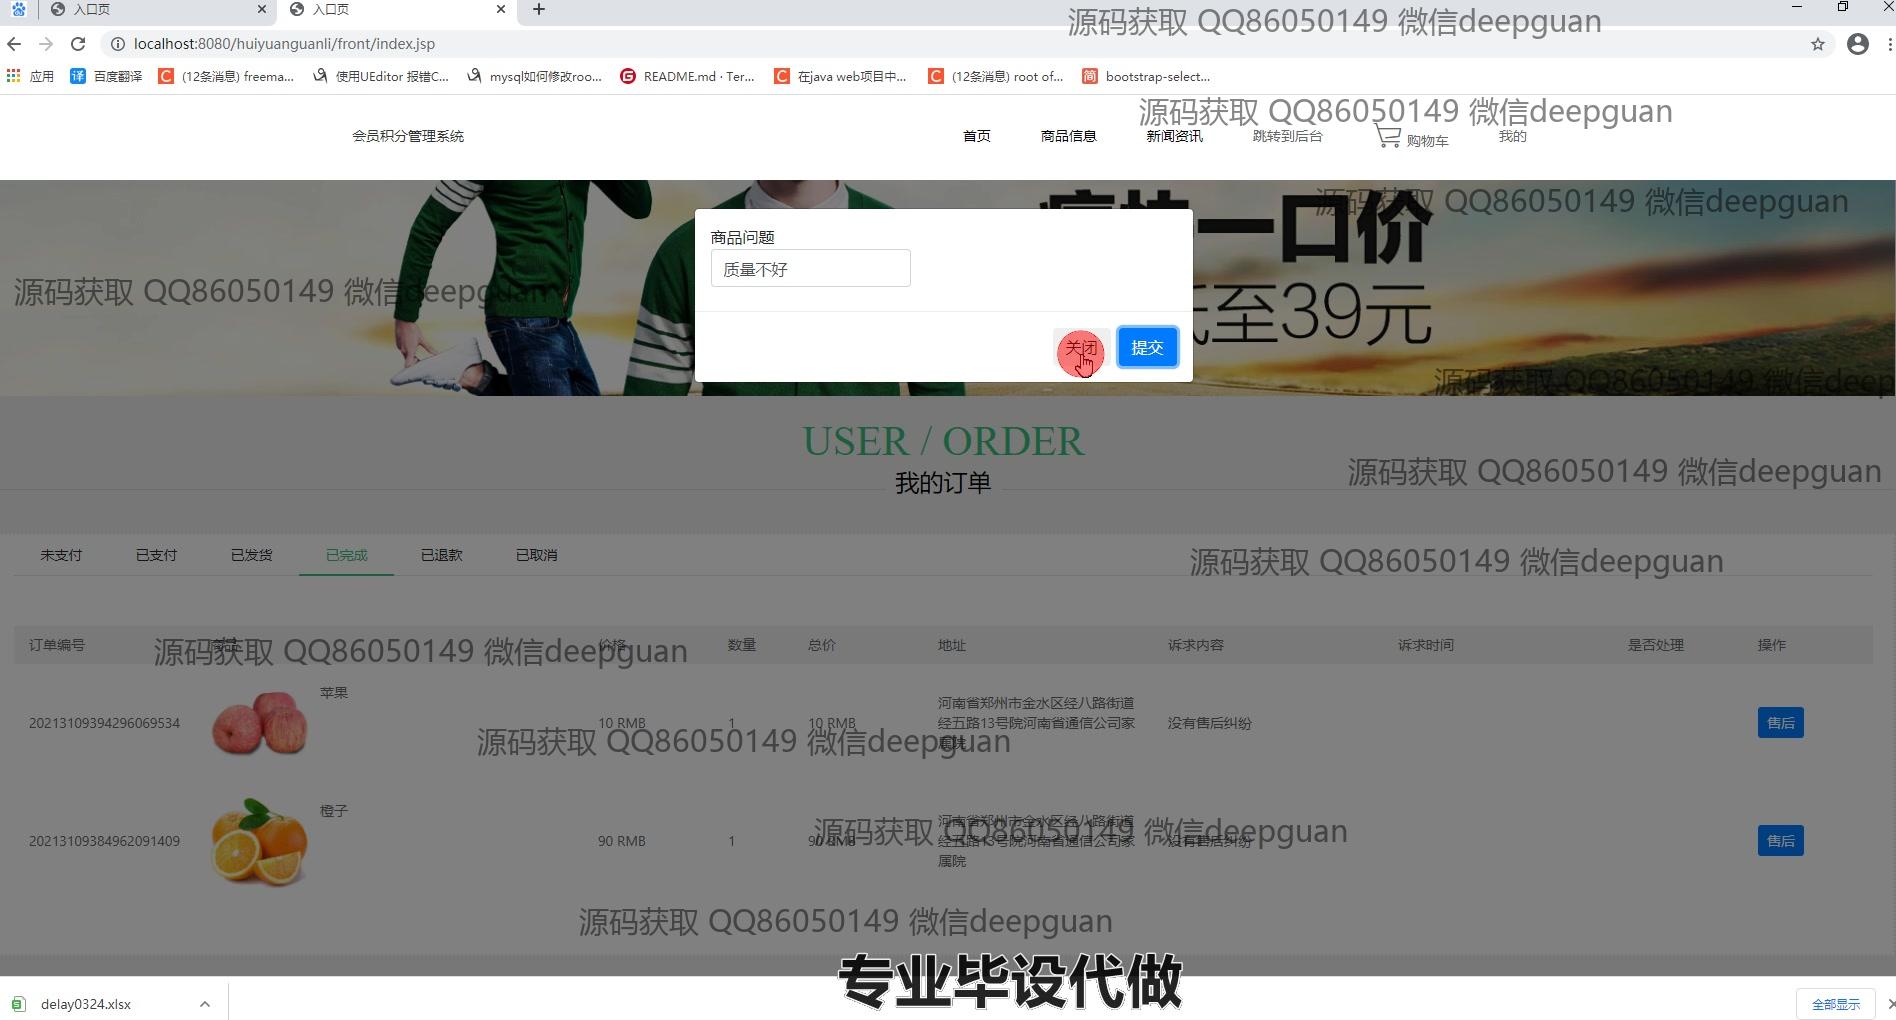 入口页
入口页
源码获取 QQ86050149 微信deepguan
localhost:8080/huiyuanguanli/front/index.jsp
应用
译 百度翻译
(12条消息) freema...
使用UEditor 报错C...
mysql如何修改roo...
README.md · Ter...
在java web项目中...
(12条消息) root of...
简 bootstrap-select...
源码获取 QQ86050149 微信deepguan
会员积分管理系统
首页
商品信息
新闻资讯
跳转到后台
购物车
我的
源码获取 QQ86050149 微信deepguan
一口价
商品问题
质量不好
源码获取 QQ86050149 微信deepguan
低至39元
关闭
提交
源码获取 QQ86050149 微信deep
USER / ORDER
我的订单
源码获取 QQ86050149 微信deepguan
未支付
已支付
已发货
已完成
已退款
已取消
源码获取 QQ86050149 微信deepguan
订单编号
商品
价格
数量
总价
地址
诉求内容
诉求时间
是否处理
操作
源码获取 QQ86050149 微信deepguan
苹果
20213109394296069534
10 RMB
1
10 RMB
河南省郑州市金水区经八路街道
经五路13号院河南省通信公司家
属院
没有售后纠纷
售后
源码获取 QQ86050149 微信deepguan
橙子
20213109384962091409
90 RMB
1
90 RMB
河南省郑州市金水区经八路街道
经五路13号院河南省通信公司家
属院
没有售后纠纷
售后
源码获取 QQ86050149 微信deepguan
源码获取 QQ86050149 微信deepguan
专业毕设代做
delay0324.xlsx
全部显示